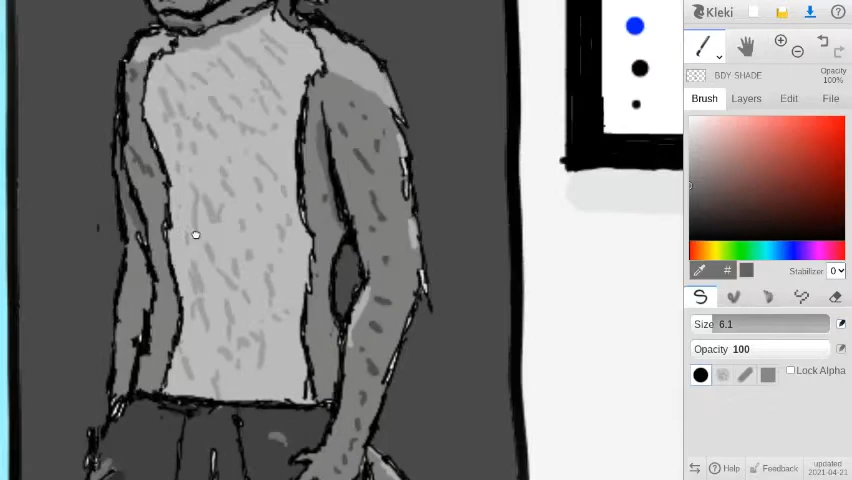 Kleki
BDY SHADE
Opacity
100%
Brush Layers Edit File
# Stabilizer 0
Size 6.1
Opacity 100
Lock Alpha
Help Feedback updated
2021-04-21